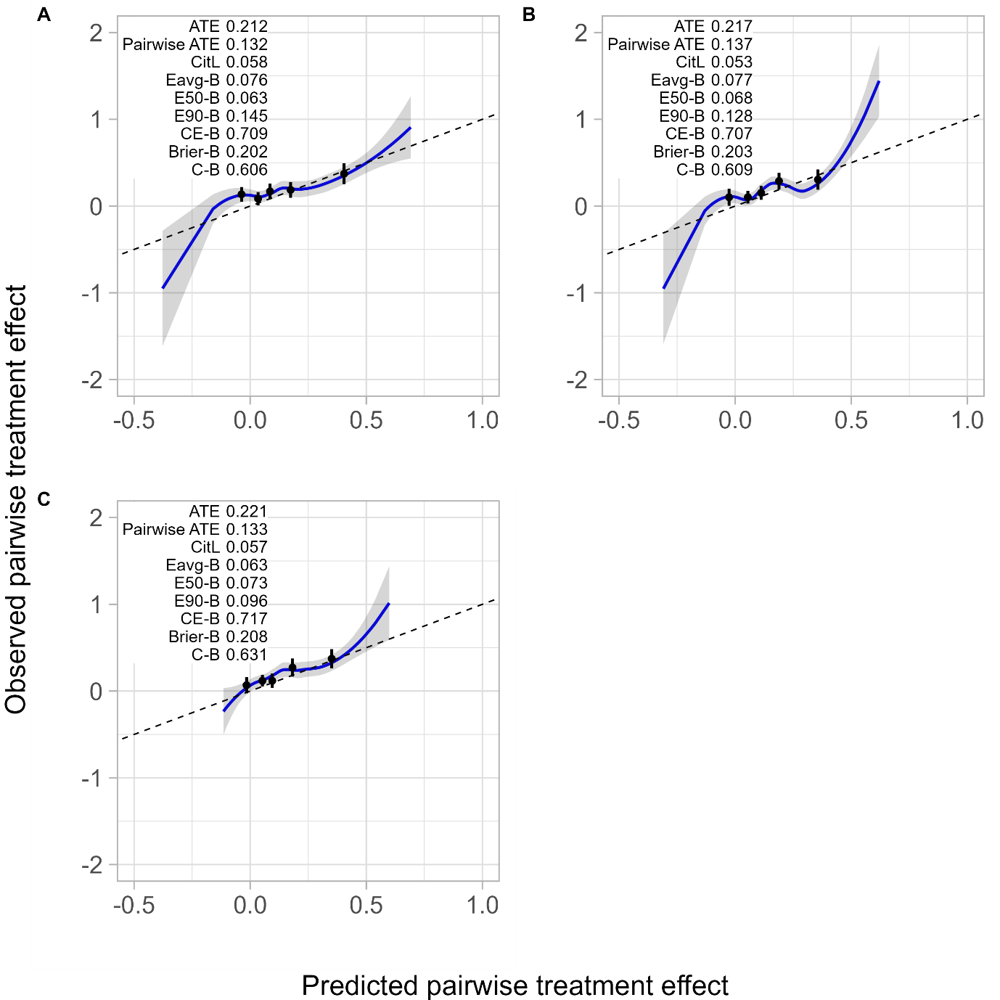 A
ATE 0.212
Pairwise ATE 0.132
CitL 0.058
Eavg-B 0.076
E50-B 0.063
E90-B 0.145
CE-B 0.709
Brier-B 0.202
C-B 0.606
2
1
0
-1
-2
-0.5 0.0 0.5 1.0
B
ATE 0.217
Pairwise ATE 0.137
CitL 0.053
Eavg-B 0.077
E50-B 0.068
E90-B 0.128
CE-B 0.707
Brier-B 0.203
C-B 0.609
2
1
0
-1
-2
-0.5 0.0 0.5 1.0
C
ATE 0.221
Pairwise ATE 0.133
CitL 0.057
Eavg-B 0.063
E50-B 0.073
E90-B 0.096
CE-B 0.717
Brier-B 0.208
C-B 0.631
2
1
0
-1
-2
-0.5 0.0 0.5 1.0
Observed pairwise treatment effect
Predicted pairwise treatment effect